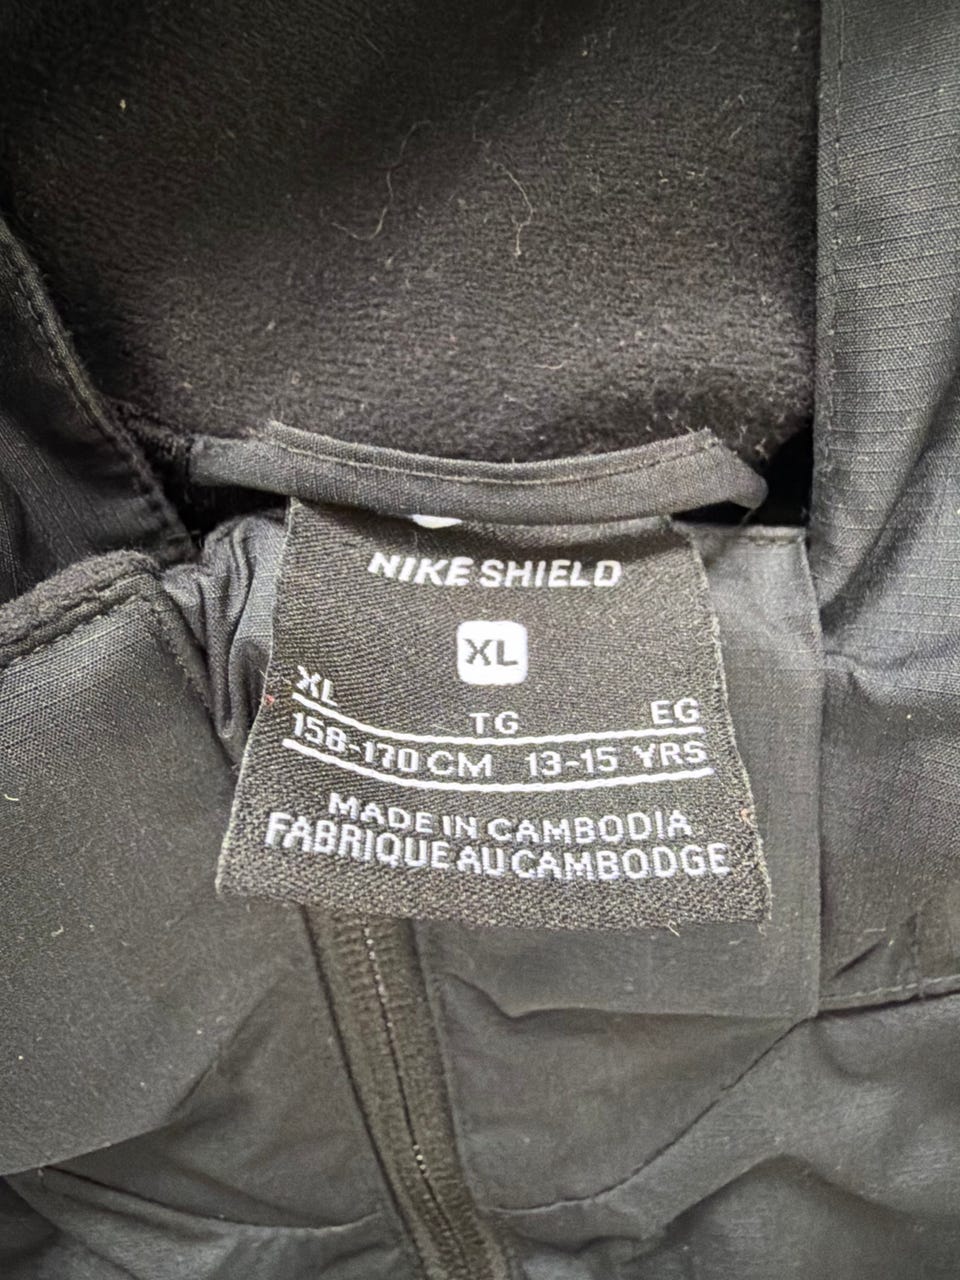 NIKE SHIELD
XL
XL TG EG
158-170 CM 13-15 YRS
MADE IN CAMBODIA
FABRIQUE AU CAMBODGE